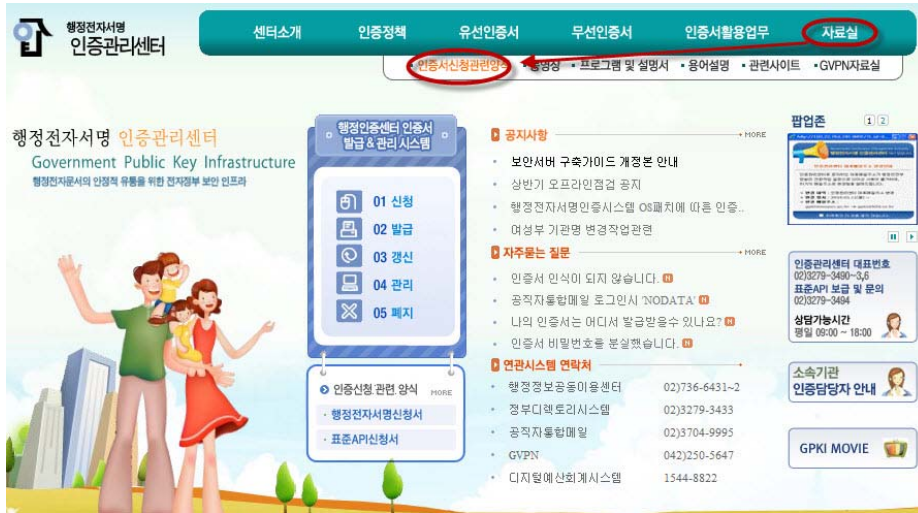 행정전자서명
인증관리센터
센터소개 인증정책 유선인증서 무선인증서 인증서활용업무 자료실
인증서신청관련양식 동영상 프로그램 및 설명서 용어설명 관련사이트 GVPN자료실
행정전자서명 인증관리센터
Government Public Key Infrastructure
행정전자문서의 안정적 유통을 위한 전자정부 보안 인프라
행정인증센터 인증서
발급 & 관리 시스템
01 신청
02 발급
03 갱신
04 관리
05 폐지
인증신청.관련.양식 MORE
행정전자서명신청서
표준API신청서
공지사항 MORE
보안서버 구축가이드 개정본 안내
상반기 오프라인점검 공지
행정전자서명인증시스템 OS패치에 따른 인증..
여성부 기관명 변경작업관련
자주묻는 질문 MORE
인증서 인식이 되지 않습니다.
공직자통합메일 로그인시 'NODATA'
나의 인증서는 어디서 발급받을수 있나요?
인증서 비밀번호를 분실했습니다.
연관시스템 연락처
행정정보공동이용센터 02)736-6431~2
정부디렉토리시스템 02)3279-3433
공직자통합메일 02)3704-9995
GVPN 042)250-5647
디지털예산회계시스템 1544-8822
팝업존 1 2
인증관리센터 대표번호
02)3279-3490~3,6
표준API 보급 및 문의
02)3279-3494
상담가능시간
평일 09:00 ~ 18:00
소속기관
인증담당자 안내
GPKI MOVIE